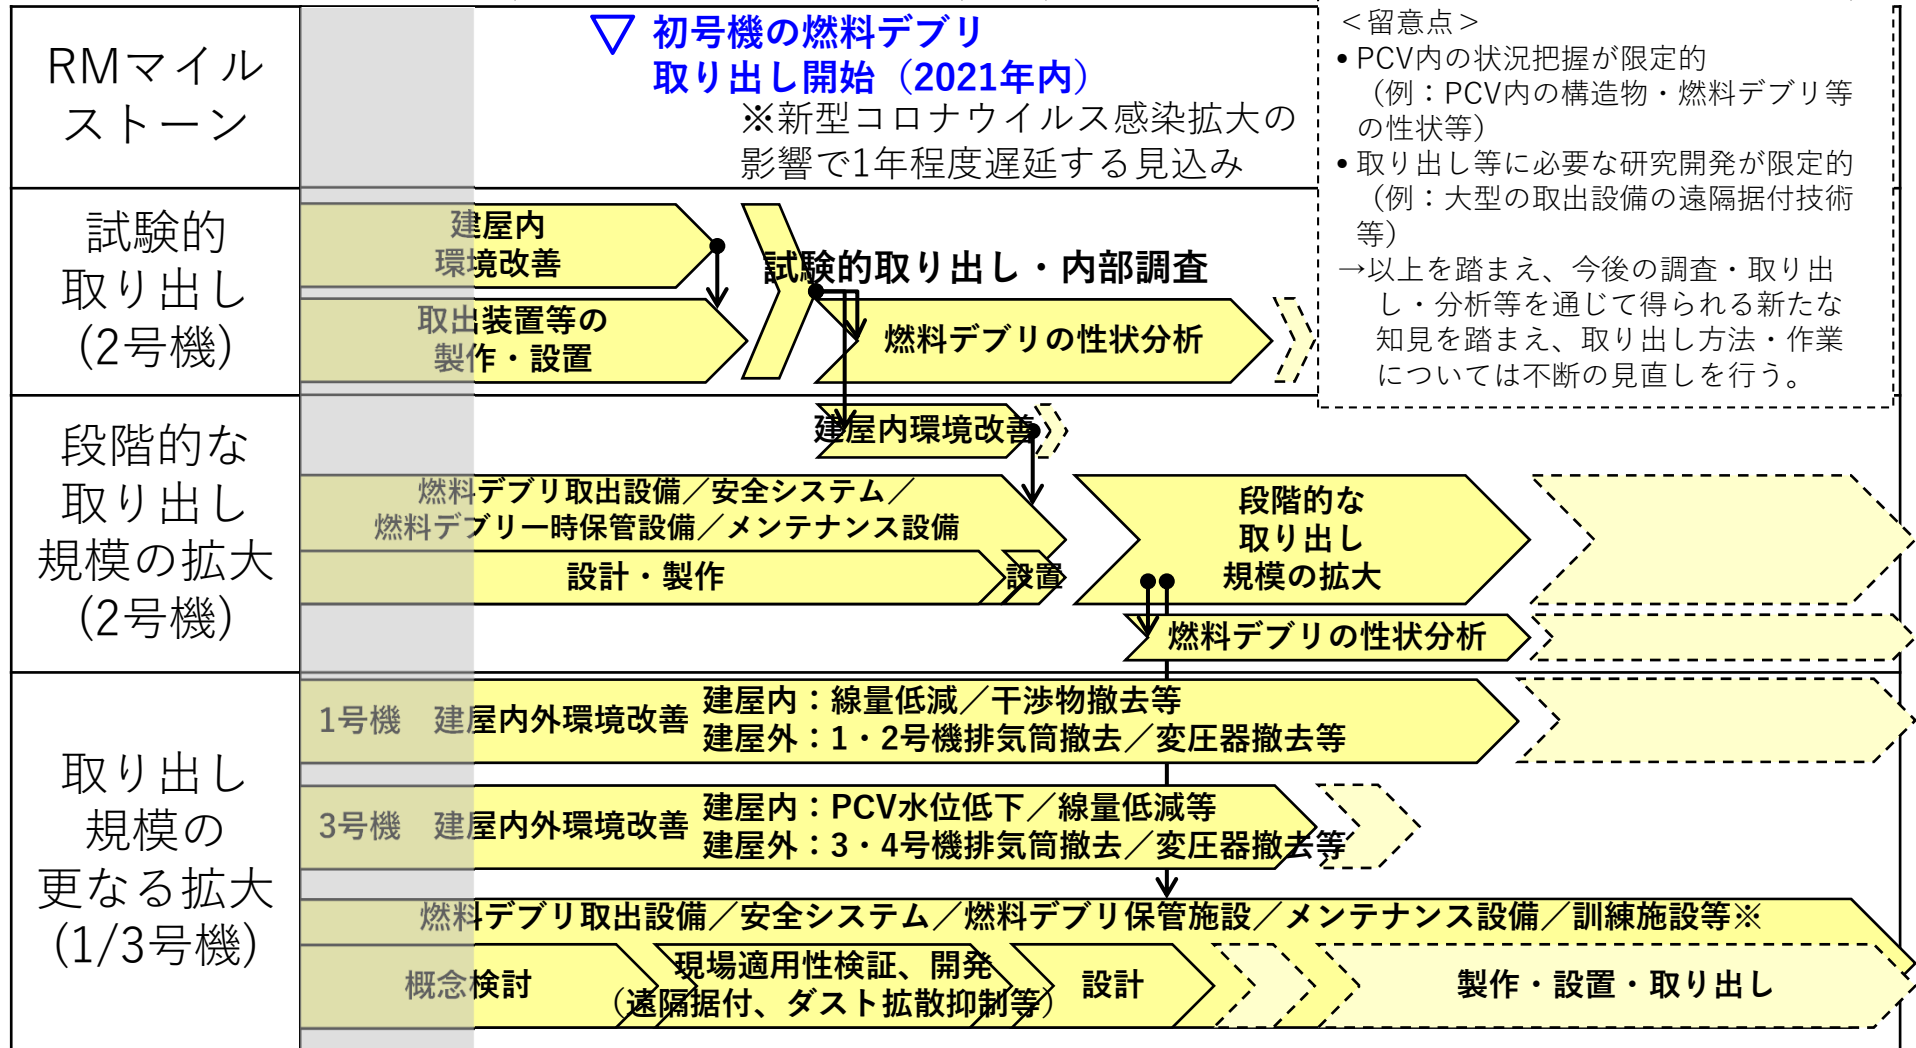 RMマイル
ストーン
▽ 初号機の燃料デブリ
取り出し開始（2021年内）
※新型コロナウイルス感染拡大の
影響で1年程度遅延する見込み
＜留意点＞
• PCV内の状況把握が限定的
（例：PCV内の構造物・燃料デブリ等
の性状等）
• 取り出し等に必要な研究開発が限定的
（例：大型の取出設備の遠隔据付技術
等）
→以上を踏まえ、今後の調査・取り出
し・分析等を通じて得られる新たな
知見を踏まえ、取り出し方法・作業
については不断の見直しを行う。
試験的
取り出し
(2号機)
建屋内
環境改善
取出装置等の
製作・設置
試験的取り出し・内部調査
燃料デブリの性状分析
段階的な
取り出し
規模の拡大
(2号機)
建屋内環境改善
燃料デブリ取出設備／安全システム／
燃料デブリ一時保管設備／メンテナンス設備
設計・製作
設置
段階的な
取り出し
規模の拡大
燃料デブリの性状分析
取り出し
規模の
更なる拡大
(1/3号機)
1号機　建屋内外環境改善
建屋内：線量低減／干渉物撤去等
建屋外：1・2号機排気筒撤去／変圧器撤去等
3号機　建屋内外環境改善
建屋内：PCV水位低下／線量低減等
建屋外：3・4号機排気筒撤去／変圧器撤去等
燃料デブリ取出設備／安全システム／燃料デブリ保管施設／メンテナンス設備／訓練施設等※
概念検討
現場適用性検証、開発
（遠隔据付、ダスト拡散抑制等）
設計
製作・設置・取り出し